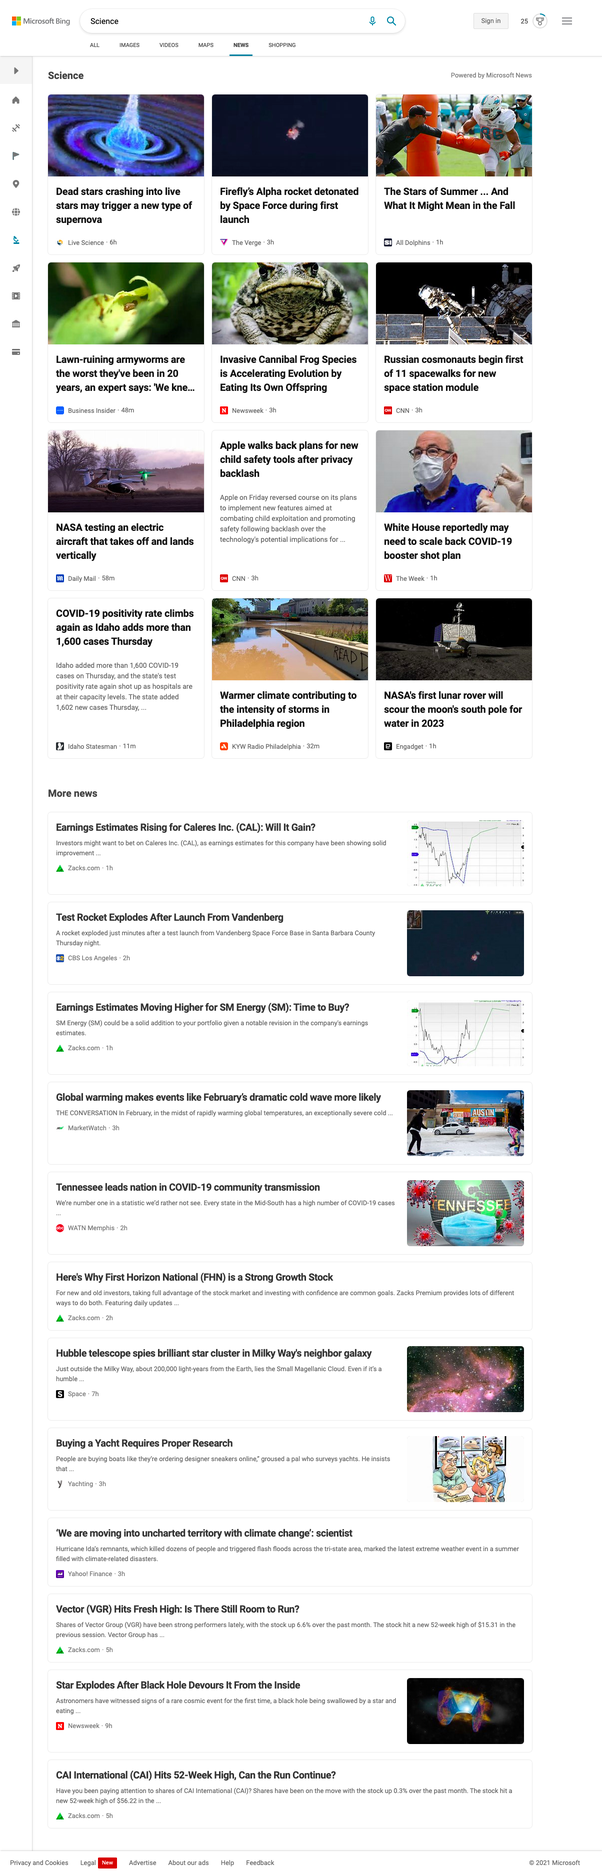 Microsoft Bing
Science
Sign in
25
ALL IMAGES VIDEOS MAPS NEWS SHOPPING
Science
Powered by Microsoft News
Dead stars crashing into live
stars may trigger a new type of
supernova
Live Science · 6h
Firefly's Alpha rocket detonated
by Space Force during first
launch
The Verge · 3h
The Stars of Summer ... And
What It Might Mean in the Fall
All Dolphins · 1h
Lawn-ruining armyworms are
the worst they've been in 20
years, an expert says: 'We kne...
Business Insider · 48m
Invasive Cannibal Frog Species
is Accelerating Evolution by
Eating Its Own Offspring
Newsweek · 3h
Russian cosmonauts begin first
of 11 spacewalks for new
space station module
CNN · 3h
NASA testing an electric
aircraft that takes off and lands
vertically
Daily Mail · 58m
Apple walks back plans for new
child safety tools after privacy
backlash
Apple on Friday reversed course on its plans
to implement new features aimed at
combating child exploitation and promoting
safety following backlash over the
technology's potential implications for ...
CNN · 3h
White House reportedly may
need to scale back COVID-19
booster shot plan
The Week · 1h
COVID-19 positivity rate climbs
again as Idaho adds more than
1,600 cases Thursday
Idaho added more than 1,600 COVID-19
cases on Thursday, and the state's test
positivity rate again shot up as hospitals are
at their capacity levels. The state added
1,602 new cases Thursday, ...
Idaho Statesman · 11m
READ
Warmer climate contributing to
the intensity of storms in
Philadelphia region
KYW Radio Philadelphia · 32m
NASA's first lunar rover will
scour the moon's south pole for
water in 2023
Engadget · 1h
More news
Earnings Estimates Rising for Caleres Inc. (CAL): Will It Gain?
Investors might want to bet on Caleres Inc. (CAL), as earnings estimates for this company have been showing solid
improvement ...
Zacks.com · 1h
Test Rocket Explodes After Launch From Vandenberg
A rocket exploded just minutes after a test launch from Vandenberg Space Force Base in Santa Barbara County
Thursday night.
CBS Los Angeles · 2h
Earnings Estimates Moving Higher for SM Energy (SM): Time to Buy?
SM Energy (SM) could be a solid addition to your portfolio given a notable revision in the company's earnings
estimates.
Zacks.com · 1h
Global warming makes events like February's dramatic cold wave more likely
THE CONVERSATION In February, in the midst of rapidly warming global temperatures, an exceptionally severe cold ...
MarketWatch · 3h
AUSTIN
Tennessee leads nation in COVID-19 community transmission
We're number one in a statistic we'd rather not see. Every state in the Mid-South has a high number of COVID-19 cases
...
WATN Memphis · 2h
TENNESSEE
Here's Why First Horizon National (FHN) is a Strong Growth Stock
For new and old investors, taking full advantage of the stock market and investing with confidence are common goals. Zacks Premium provides lots of different
ways to do both. Featuring daily updates ...
Zacks.com · 2h
Hubble telescope spies brilliant star cluster in Milky Way's neighbor galaxy
Just outside the Milky Way, about 200,000 light-years from the Earth, lies the Small Magellanic Cloud. Even if it's a
humble ...
Space · 7h
Buying a Yacht Requires Proper Research
People are buying boats like they're ordering designer sneakers online," groused a pal who surveys yachts. He insists
that ...
Yachting · 3h
'We are moving into uncharted territory with climate change': scientist
Hurricane Ida's remnants, which killed dozens of people and triggered flash floods across the tri-state area, marked the latest extreme weather event in a summer
filled with climate-related disasters.
Yahoo! Finance · 3h
Vector (VGR) Hits Fresh High: Is There Still Room to Run?
Shares of Vector Group (VGR) have been strong performers lately, with the stock up 6.6% over the past month. The stock hit a new 52-week high of $15.31 in the
previous session. Vector Group has ...
Zacks.com · 5h
Star Explodes After Black Hole Devours It From the Inside
Astronomers have witnessed signs of a rare cosmic event for the first time, a black hole being swallowed by a star and
eating ...
Newsweek · 9h
CAI International (CAI) Hits 52-Week High, Can the Run Continue?
Have you been paying attention to shares of CAI International (CAI)? Shares have been on the move with the stock up 0.3% over the past month. The stock hit a
new 52-week high of $56.22 in the ...
Zacks.com · 5h
Privacy and Cookies Legal New Advertise About our ads Help Feedback © 2021 Microsoft